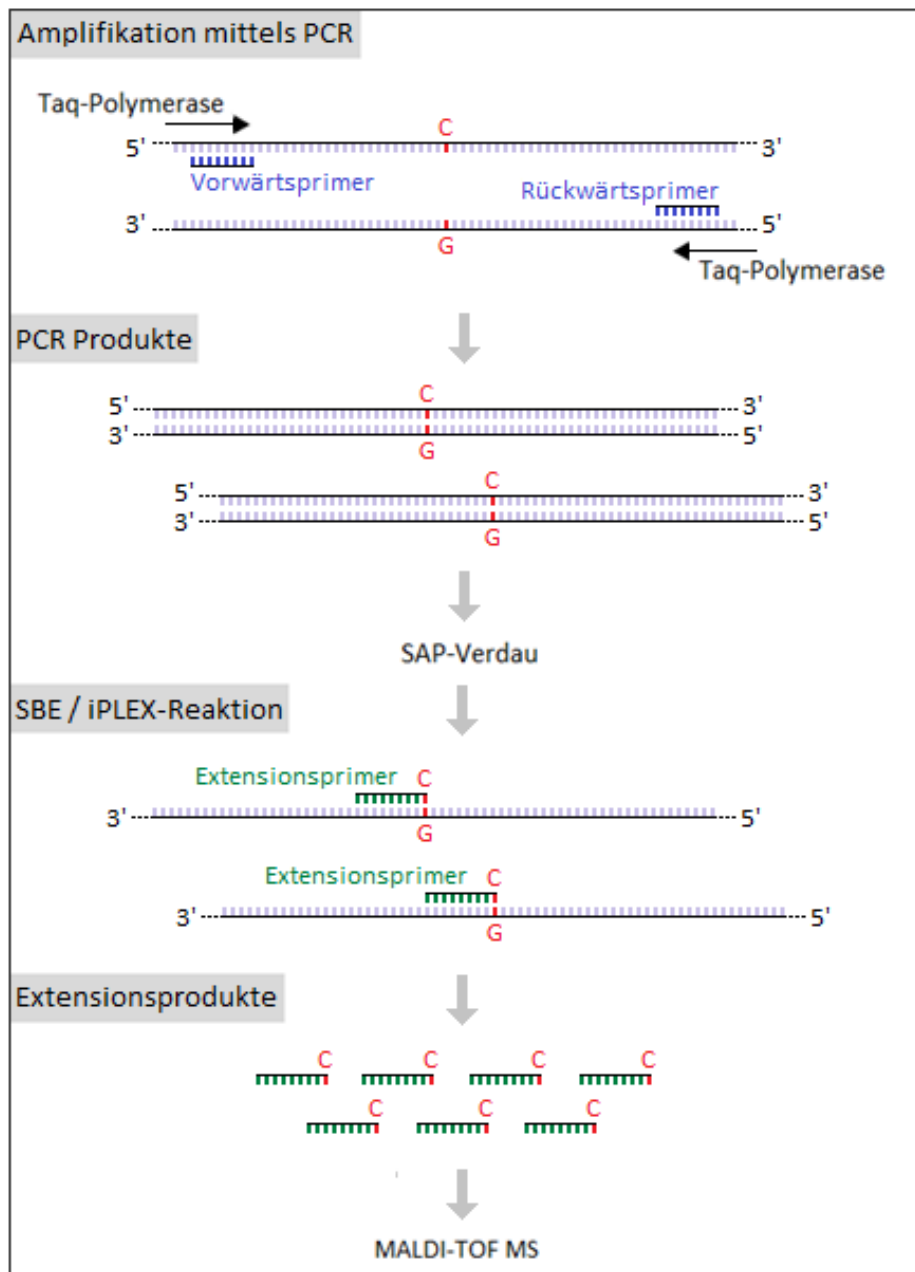 Amplifikation mittels PCR
Taq-Polymerase
C
5' 3'
Vorwärtsprimer
Rückwärtsprimer
3' 5'
G
Taq-Polymerase
PCR Produkte
C
5' 3'
3' 5'
G
C
5' 3'
3' 5'
G
SAP-Verdau
SBE / iPLEX-Reaktion
Extensionsprimer C
3' 5'
G
Extensionsprimer C
3' 5'
G
Extensionsprodukte
C C C C
C C C
MALDI-TOF MS